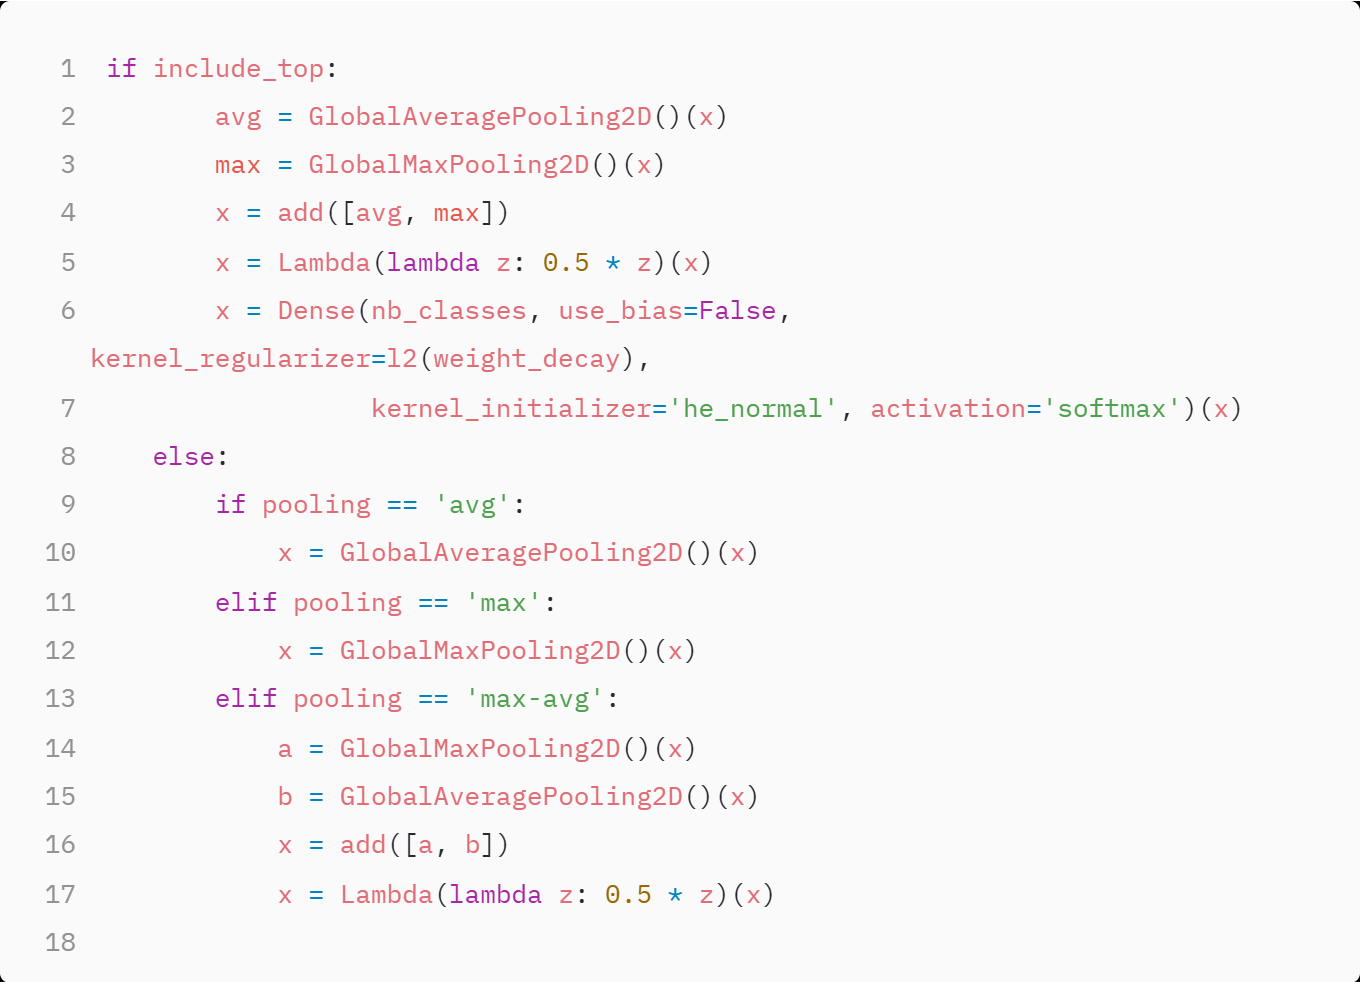 1  if include_top:
2         avg = GlobalAveragePooling2D()(x)
3         max = GlobalMaxPooling2D()(x)
4         x = add([avg, max])
5         x = Lambda(lambda z: 0.5 * z)(x)
6         x = Dense(nb_classes, use_bias=False,
kernel_regularizer=l2(weight_decay),
7                   kernel_initializer='he_normal', activation='softmax')(x)
8     else:
9         if pooling == 'avg':
10             x = GlobalAveragePooling2D()(x)
11         elif pooling == 'max':
12             x = GlobalMaxPooling2D()(x)
13         elif pooling == 'max-avg':
14             a = GlobalMaxPooling2D()(x)
15             b = GlobalAveragePooling2D()(x)
16             x = add([a, b])
17             x = Lambda(lambda z: 0.5 * z)(x)
18